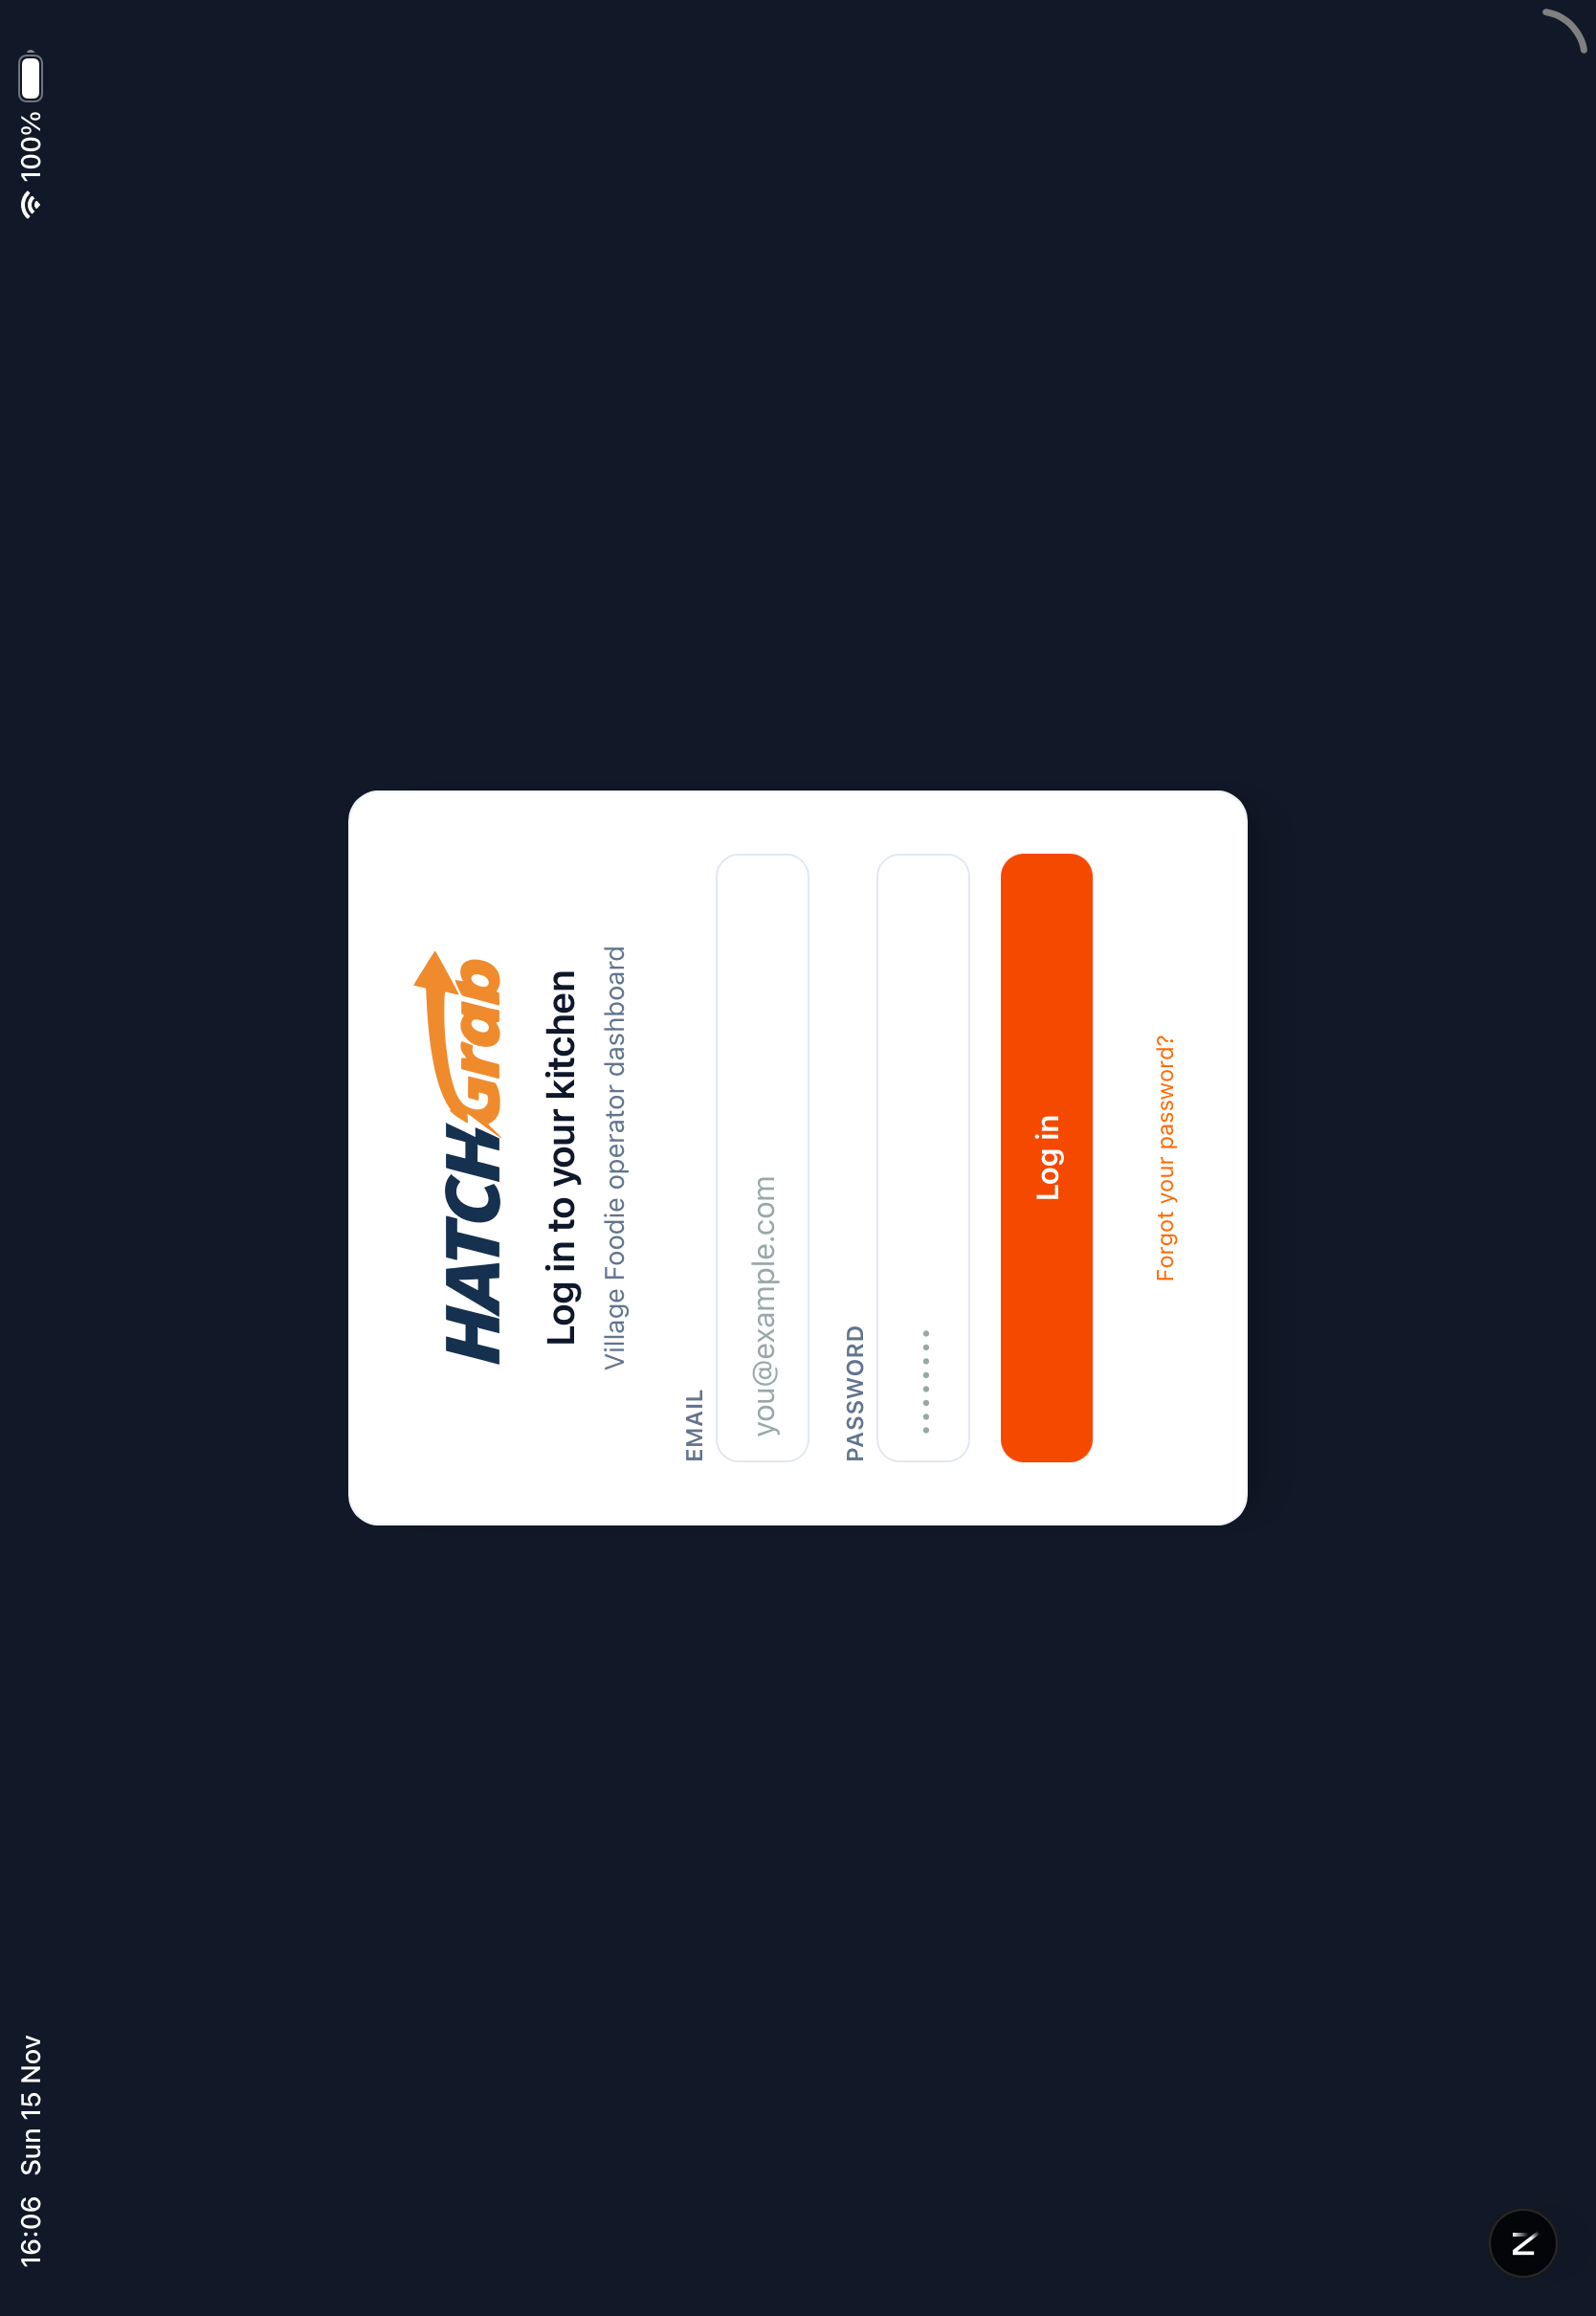 16:06 Sun 15 Nov
100%
HATCH Grab
Log in to your kitchen
Village Foodie operator dashboard
EMAIL
you@example.com
PASSWORD
••••••••
Log in
Forgot your password?
N